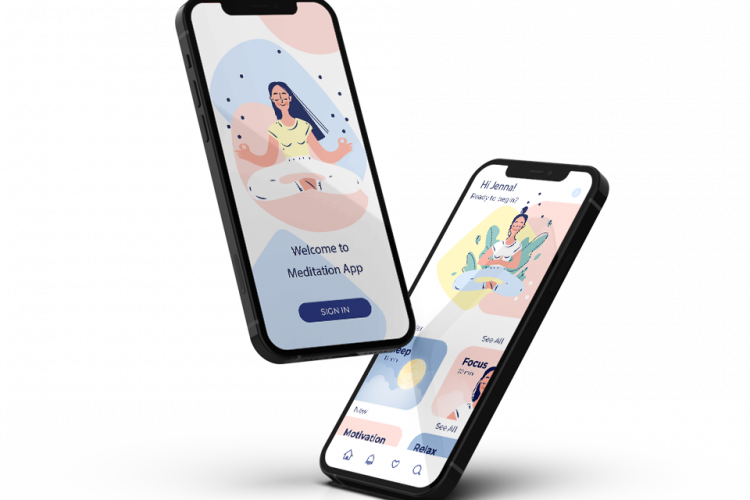 Welcome to
Meditation App
SIGN IN
Hi Jenna!
Ready to begin?
See All
Focus
New
See All
Motivation
Relax